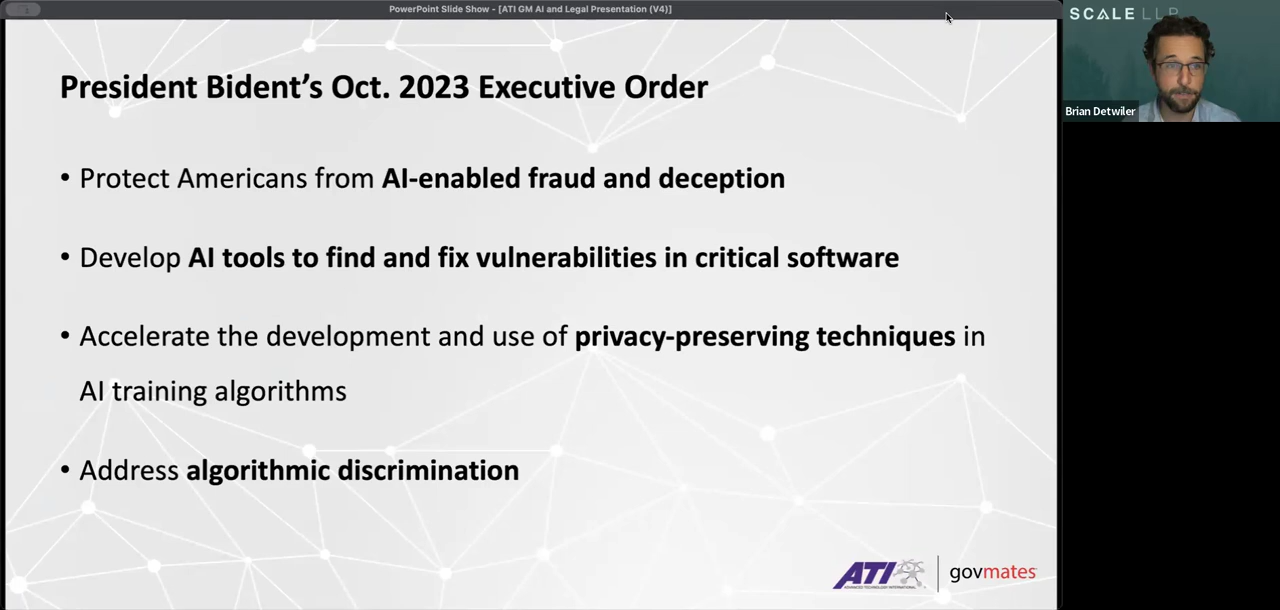 PowerPoint Slide Show - [ATI GM AI and Legal Presentation (V4)]
SCALE LLP
Brian Detwiler
President Bident’s Oct. 2023 Executive Order
• Protect Americans from AI-enabled fraud and deception
• Develop AI tools to find and fix vulnerabilities in critical software
• Accelerate the development and use of privacy-preserving techniques in
AI training algorithms
• Address algorithmic discrimination
ATI
ADVANCED TECHNOLOGY INTERNATIONAL
govmates